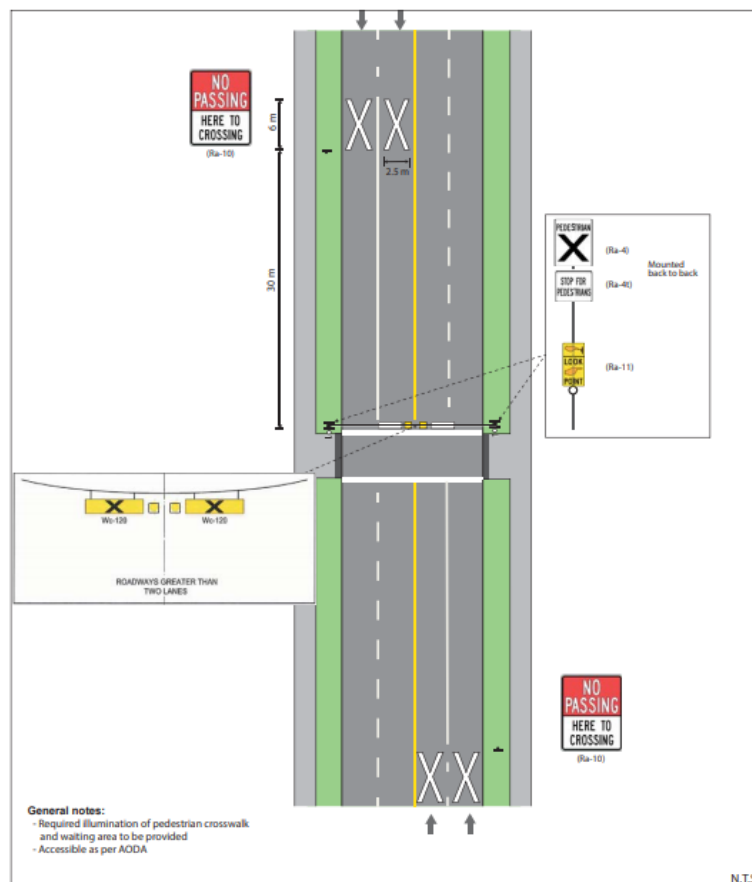 NO
PASSING
HERE TO
CROSSING
(Ra-10)
6 m
2.5 m
30 m
PEDESTRIAN
X
(Ra-4)
Mounted
back to back
STOP FOR
PEDESTRIANS
(Ra-4t)
LOOK
POINT
(Ra-11)
X
X
Wc-120
Wc-120
ROADWAYS GREATER THAN
TWO LANES
NO
PASSING
HERE TO
CROSSING
(Ra-10)
General notes:
- Required illumination of pedestrian crosswalk
and waiting area to be provided
- Accessible as per AODA
N.T.